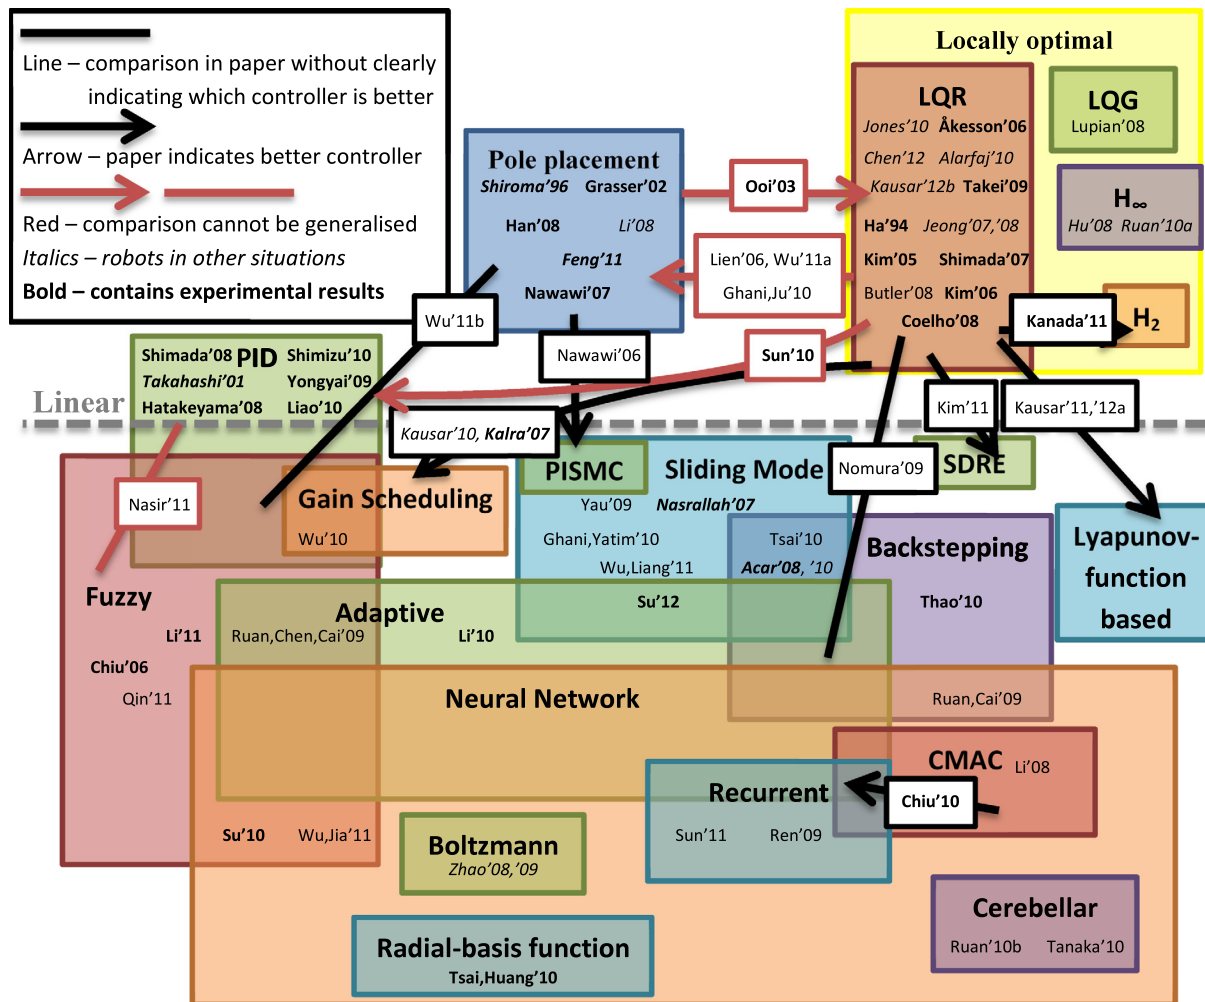 Line – comparison in paper without clearly
indicating which controller is better
Arrow – paper indicates better controller
Red – comparison cannot be generalised
Italics – robots in other situations
Bold – contains experimental results
Locally optimal
LQR
Jones’10 Åkesson’06
Chen’12 Alarfaj’10
Kausar’12b Takei’09
Ha’94 Jeong’07,’08
Kim’05 Shimada’07
Butler’08 Kim’06
Coelho’08
LQG
Lupian’08
H∞
Hu’08 Ruan’10a
H2
Kanada’11
Pole placement
Shiroma’96 Grasser’02
Han’08 Li’08
Feng’11
Nawawi’07
Ooi’03
Lien’06, Wu’11a
Ghani,Ju’10
Wu’11b
Nawawi’06
Sun’10
Shimada’08 PID Shimizu’10
Takahashi’01 Yongyai’09
Hatakeyama’08 Liao’10
Linear
Kausar’10, Kalra’07
Kim’11
Kausar’11,’12a
Nomura’09
Nasir’11
Gain Scheduling
Wu’10
PISMC
Sliding Mode
Yau’09 Nasrallah’07
Ghani,Yatim’10
Wu,Liang’11
Su’12
Tsai’10
Acar’08, ’10
SDRE
Backstepping
Thao’10
Ruan,Cai’09
Lyapunov-
function
based
Fuzzy
Li’11
Chiu’06
Qin’11
Adaptive
Ruan,Chen,Cai’09 Li’10
Neural Network
CMAC Li’08
Chiu’10
Recurrent
Sun’11 Ren’09
Su’10 Wu,Jia’11
Boltzmann
Zhao’08,’09
Cerebellar
Ruan’10b Tanaka’10
Radial-basis function
Tsai,Huang’10